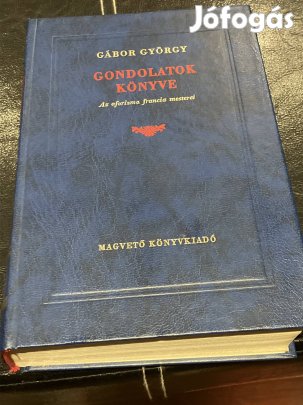 Jófogás
GÁBOR GYÖRGY
GONDOLATOK
KÖNYVE
Az aforizma francia mesterei
MAGVETŐ KÖNYVKIADÓ